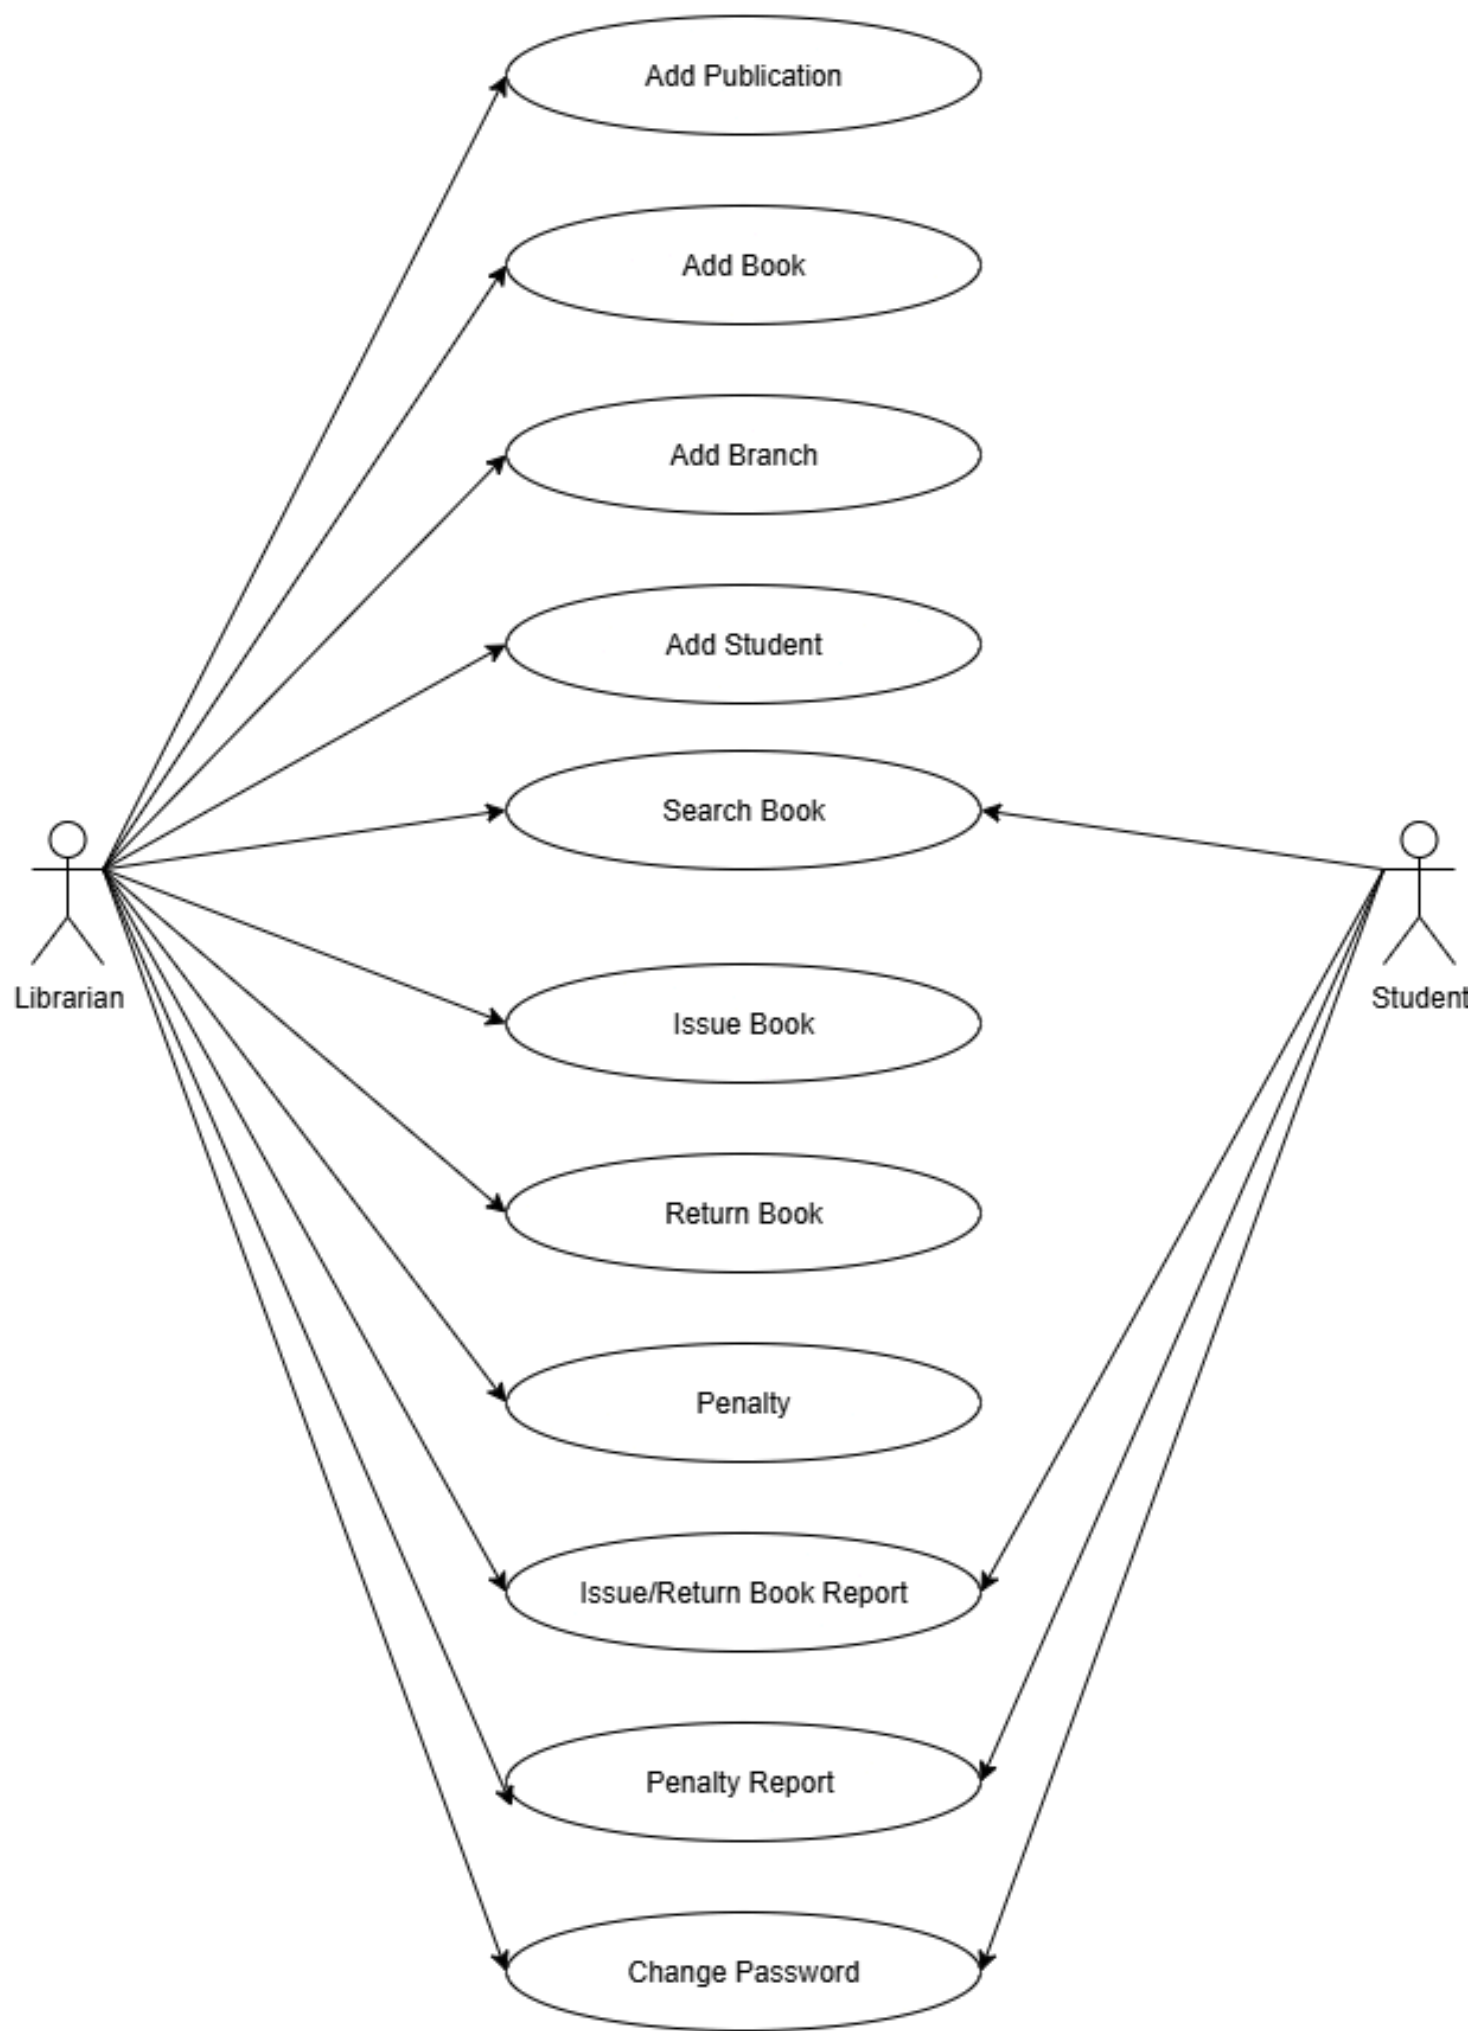 Add Publication
Add Book
Add Branch
Add Student
Search Book
Librarian
Student
Issue Book
Return Book
Penalty
Issue/Return Book Report
Penalty Report
Change Password